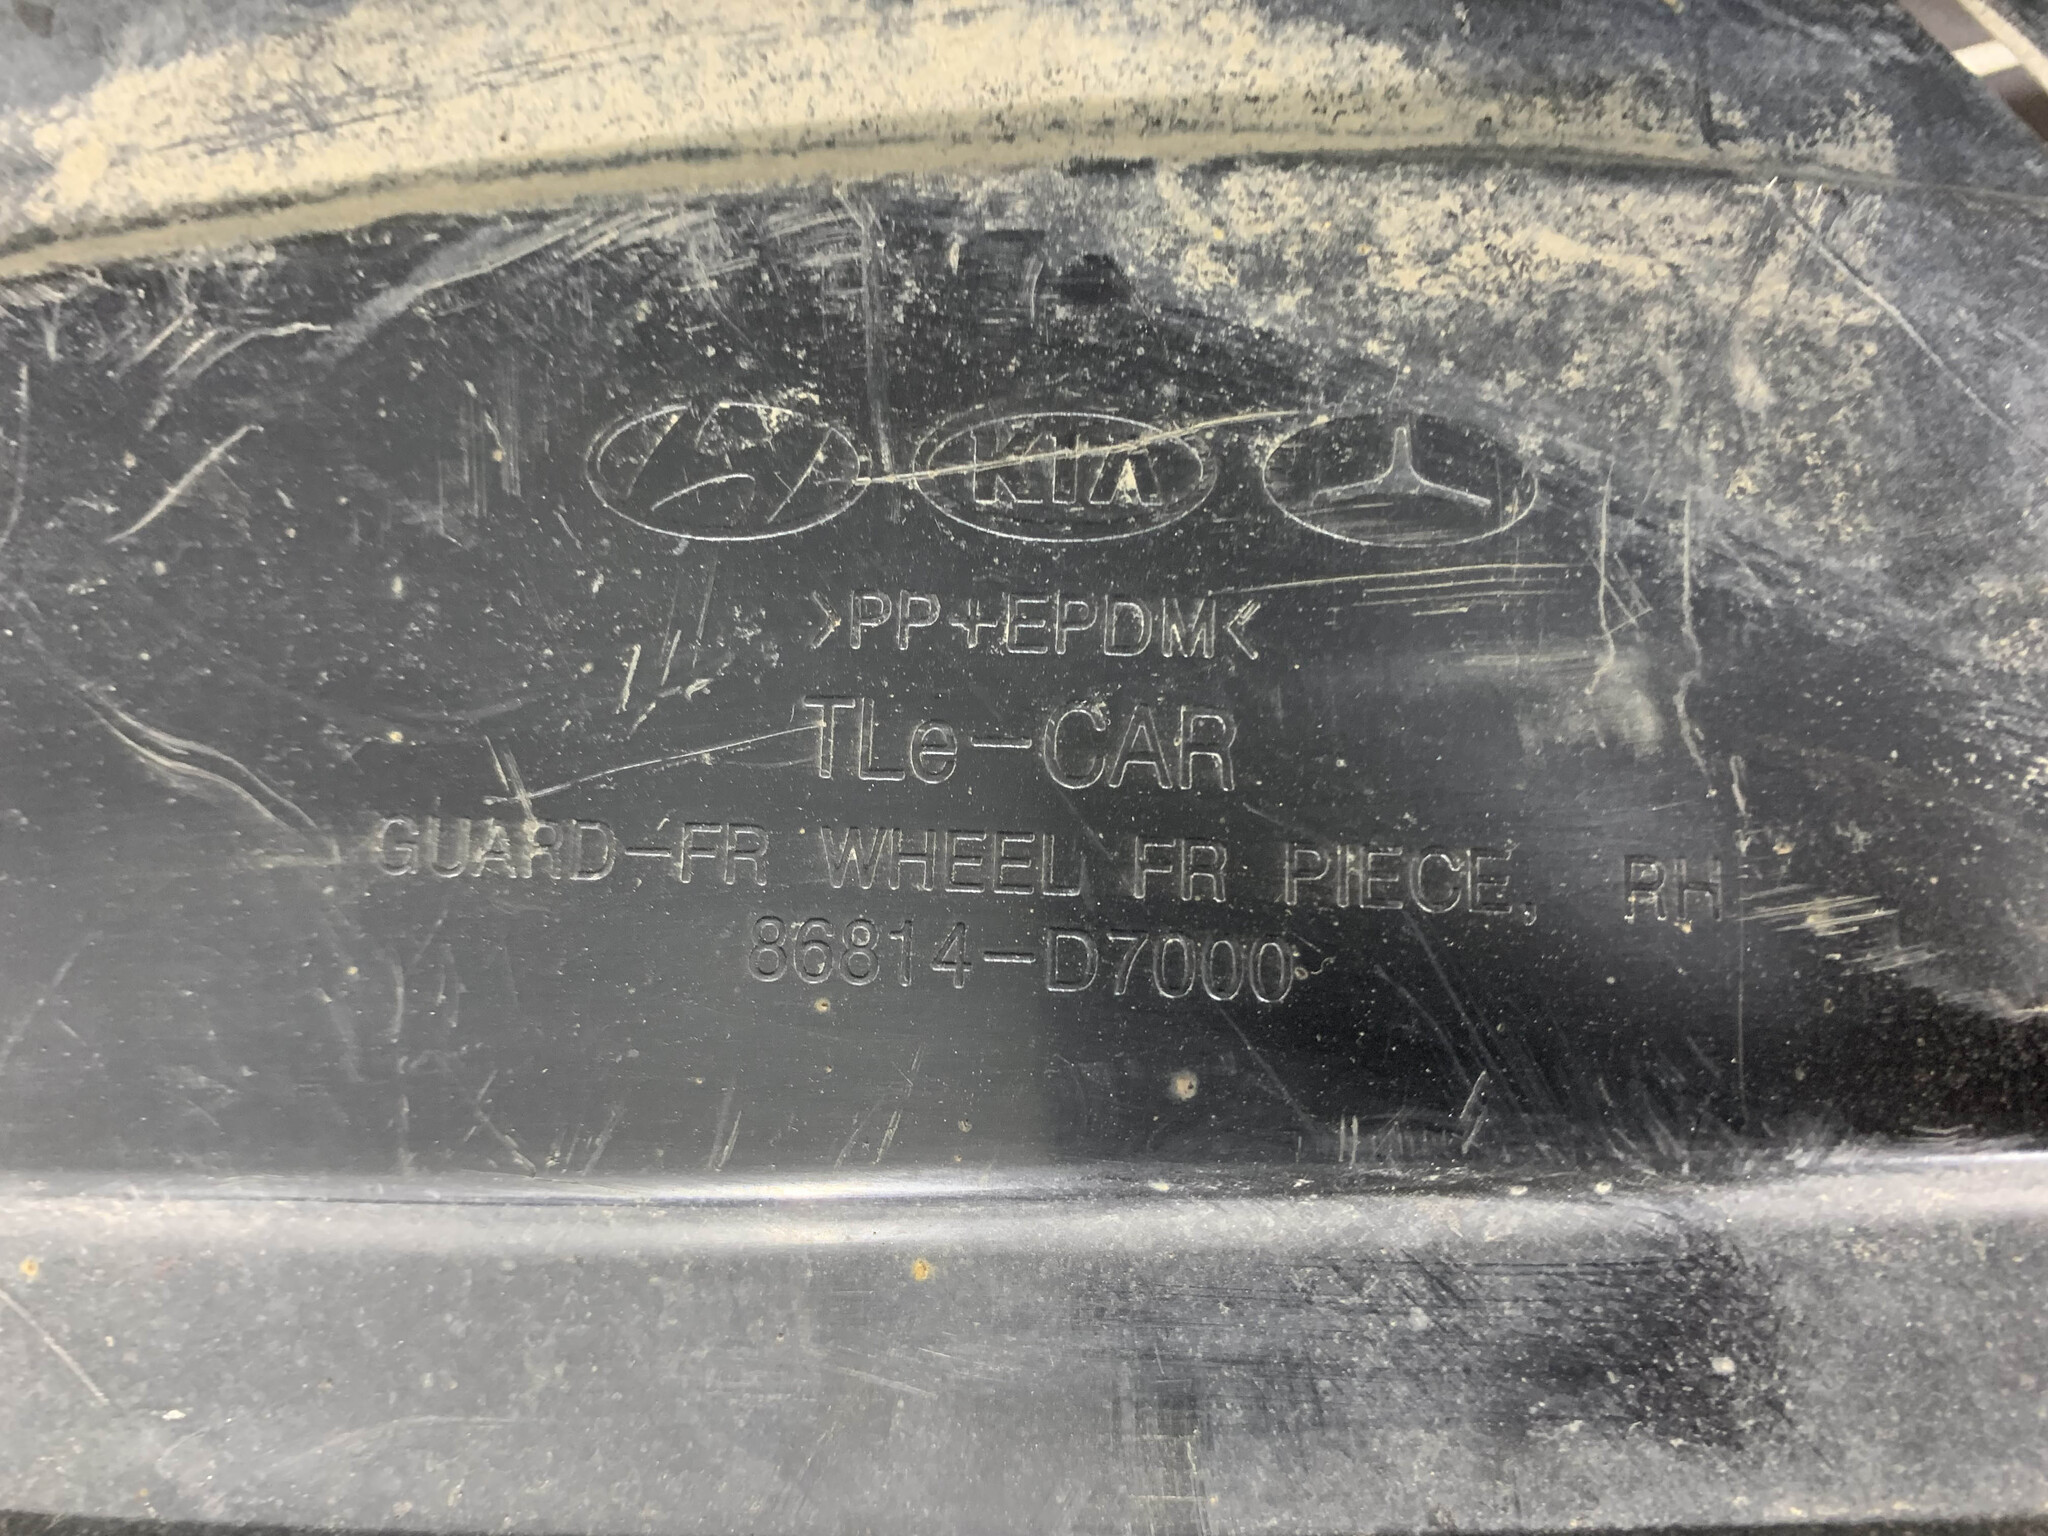 KIA
>PP+EPDM<
TLe-CAR
GUARD-FR WHEEL FR PIECE, RH
86814-D7000